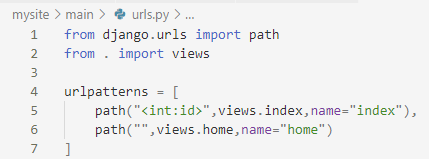 mysite > main > urls.py > ...
1 from django.urls import path
2 from . import views
3
4 urlpatterns = [
5     path("<int:id>",views.index,name="index"),
6     path("",views.home,name="home")
7 ]